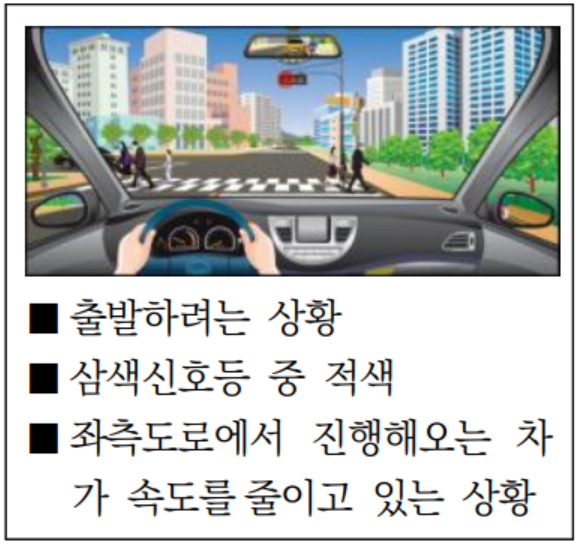 ■ 출발하려는 상황
■ 삼색신호등 중 적색
■ 좌측도로에서 진행해오는 차
가 속도를 줄이고 있는 상황